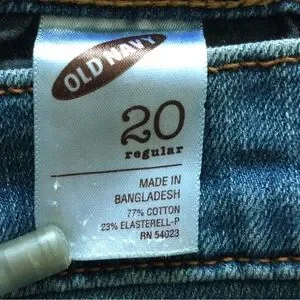 OLD NAVY
20
regular
MADE IN
BANGLADESH
77% COTTON
23% ELASTERELL-P
RN 54023